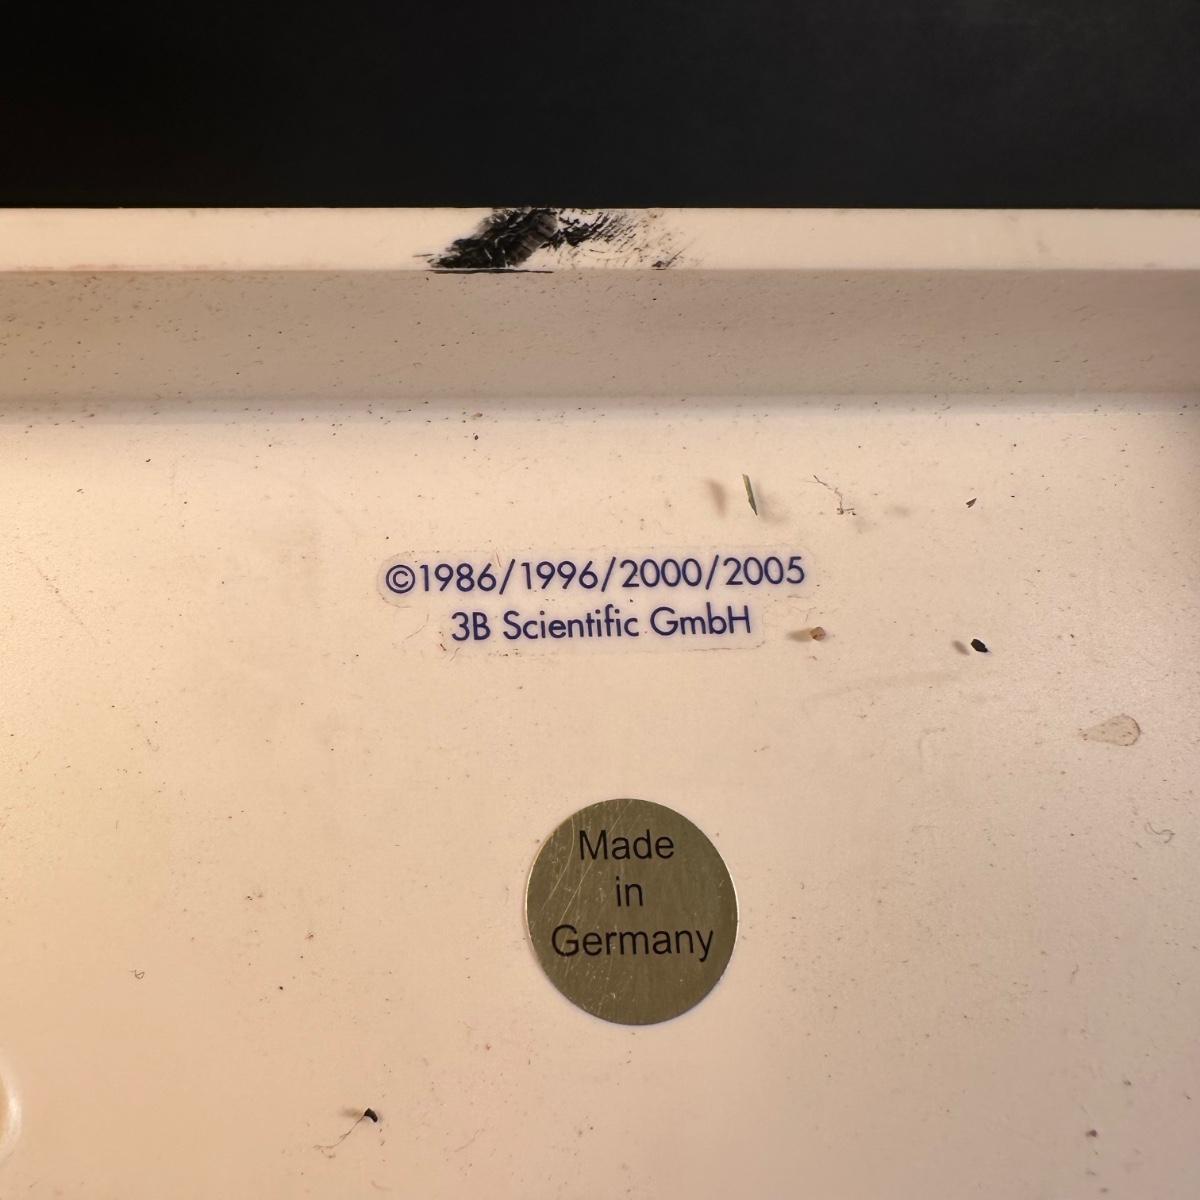 ©1986/1996/2000/2005
3B Scientific GmbH
Made
in
Germany